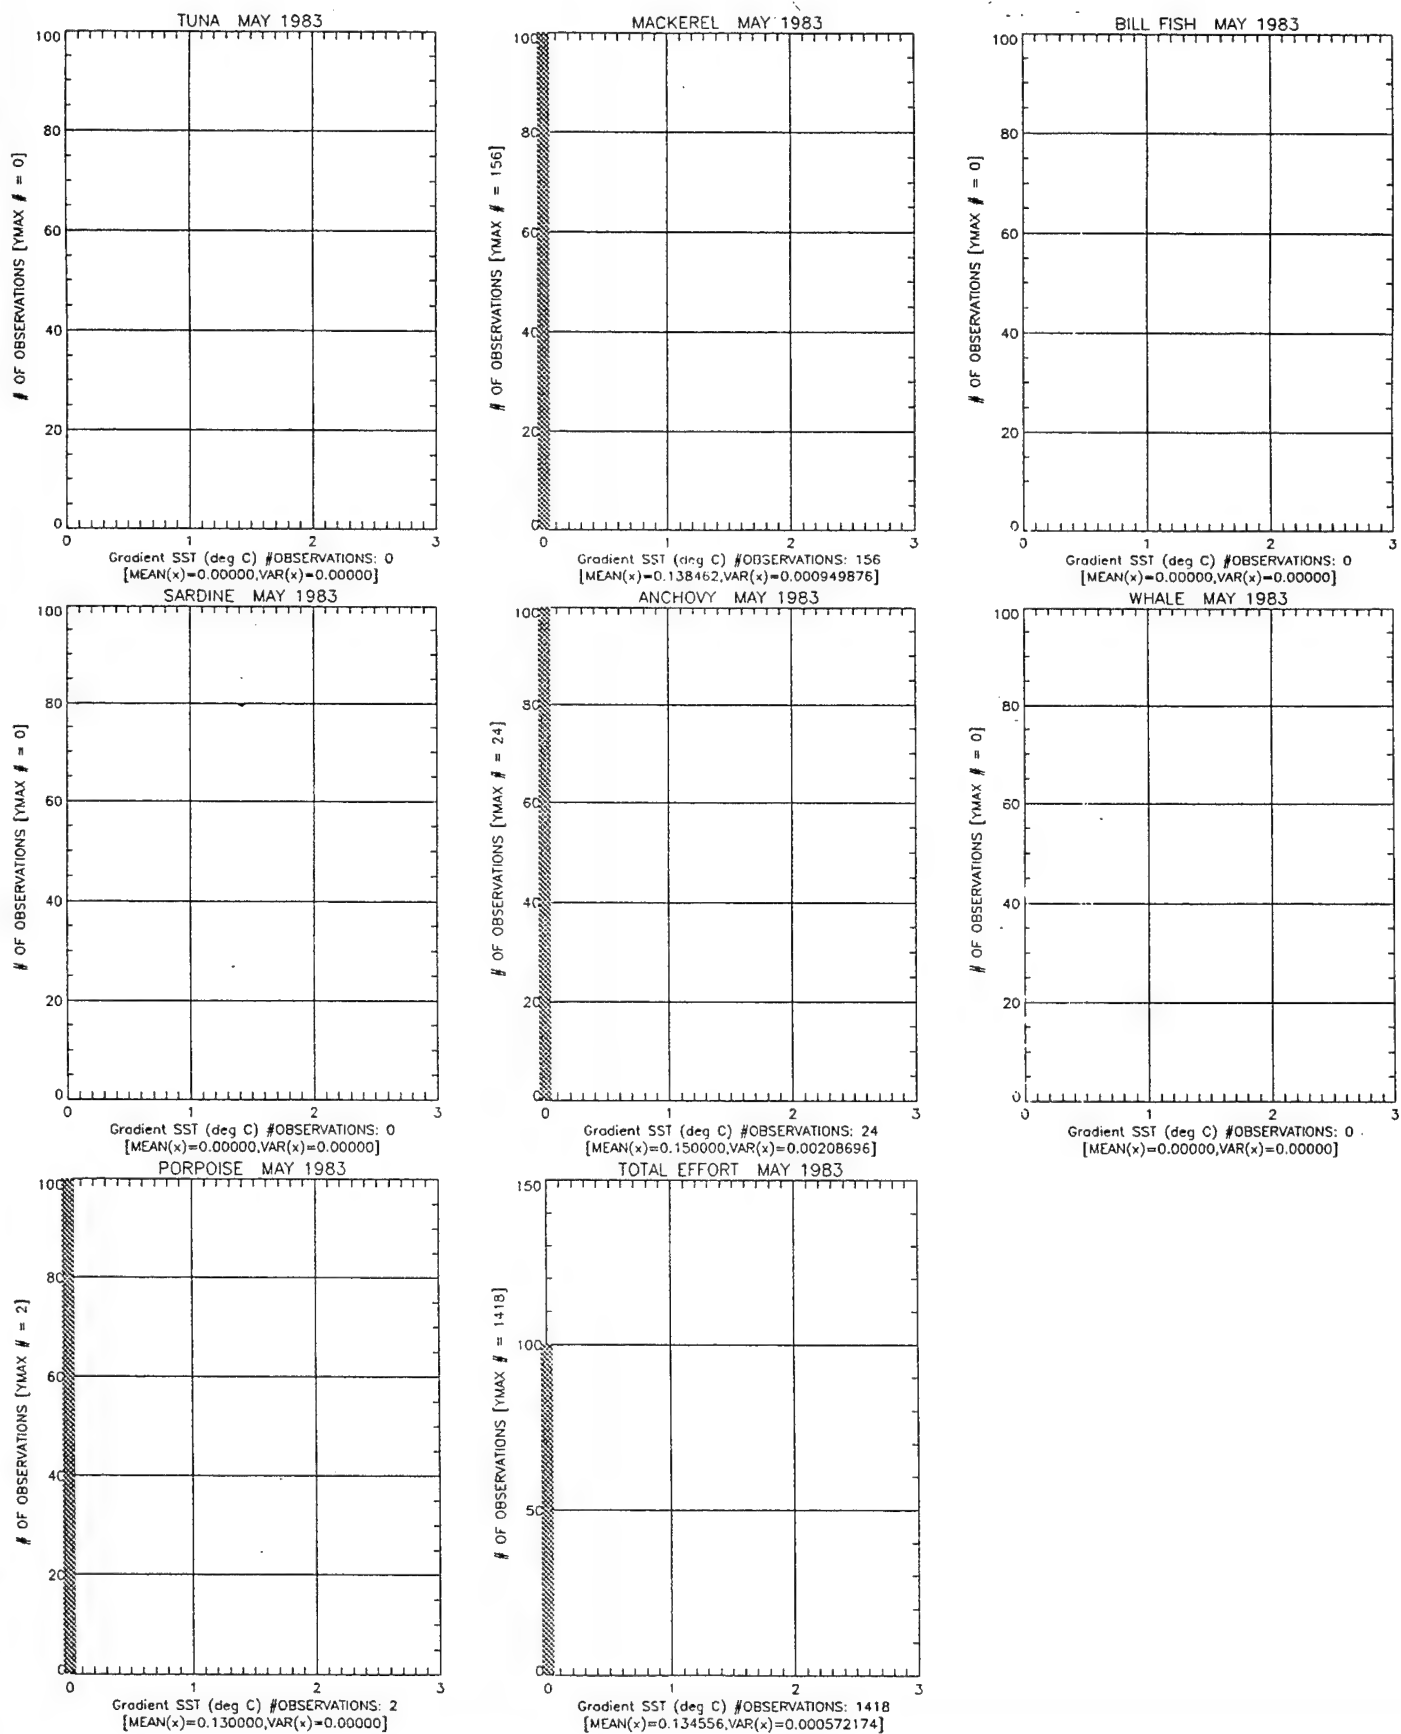 TUNA MAY 1983
# OF OBSERVATIONS [YMAX # = 0]
100
80
60
40
20
0
0 1 2 3
Gradient SST (deg C) #OBSERVATIONS: 0
[MEAN(x)=0.00000,VAR(x)=0.00000]
MACKEREL MAY 1983
# OF OBSERVATIONS [YMAX # = 156]
100
80
60
40
20
0
0 1 2 3
Gradient SST (deg C) #OBSERVATIONS: 156
[MEAN(x)=0.138462,VAR(x)=0.000949876]
BILL FISH MAY 1983
# OF OBSERVATIONS [YMAX # = 0]
100
80
60
40
20
0
0 1 2 3
Gradient SST (deg C) #OBSERVATIONS: 0
[MEAN(x)=0.00000,VAR(x)=0.00000]
SARDINE MAY 1983
# OF OBSERVATIONS [YMAX # = 0]
100
80
60
40
20
0
0 1 2 3
Gradient SST (deg C) #OBSERVATIONS: 0
[MEAN(x)=0.00000,VAR(x)=0.00000]
ANCHOVY MAY 1983
# OF OBSERVATIONS [YMAX # = 24]
100
80
60
40
20
0
0 1 2 3
Gradient SST (deg C) #OBSERVATIONS: 24
[MEAN(x)=0.150000,VAR(x)=0.00208696]
WHALE MAY 1983
# OF OBSERVATIONS [YMAX # = 0]
100
80
60
40
20
0
0 1 2 3
Gradient SST (deg C) #OBSERVATIONS: 0
[MEAN(x)=0.00000,VAR(x)=0.00000]
PORPOISE MAY 1983
# OF OBSERVATIONS [YMAX # = 2]
100
80
60
40
20
0
0 1 2 3
Gradient SST (deg C) #OBSERVATIONS: 2
[MEAN(x)=0.130000,VAR(x)=0.00000]
TOTAL EFFORT MAY 1983
# OF OBSERVATIONS [YMAX # = 1418]
150
100
50
0
0 1 2 3
Gradient SST (deg C) #OBSERVATIONS: 1418
[MEAN(x)=0.134556,VAR(x)=0.000572174]